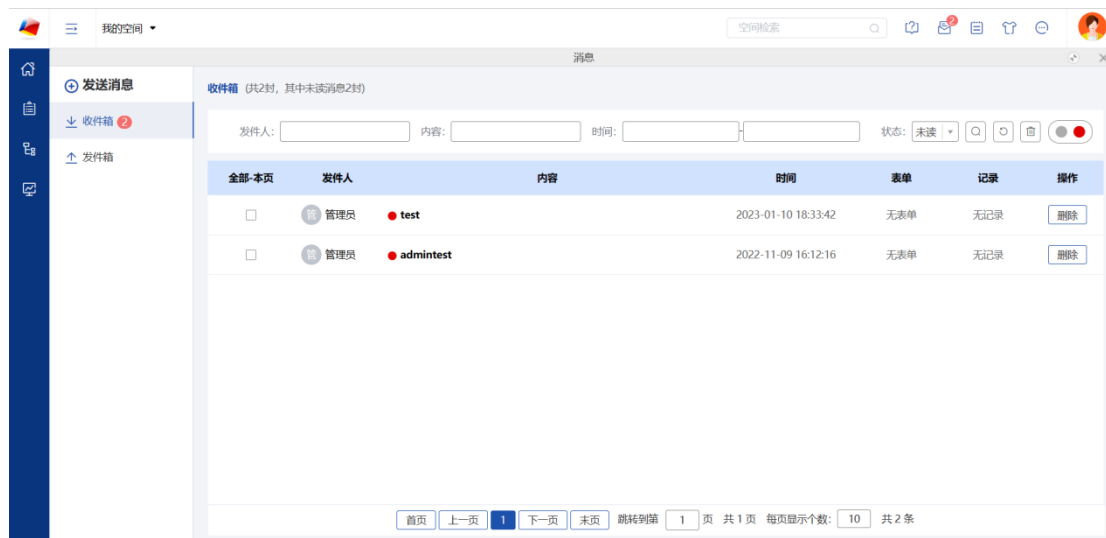 我的空间
空间检索
2
消息
发送消息
收件箱 2
发件箱
收件箱 (共2封, 其中未读消息2封)
发件人: 内容: 时间: - 状态: 未读
全部-本页 发件人 内容 时间 表单 记录 操作
管 管理员 test 2023-01-10 18:33:42 无表单 无记录 删除
管 管理员 admintest 2022-11-09 16:12:16 无表单 无记录 删除
首页 上一页 1 下一页 末页 跳转到第 1 页 共 1 页 每页显示个数: 10 共 2 条